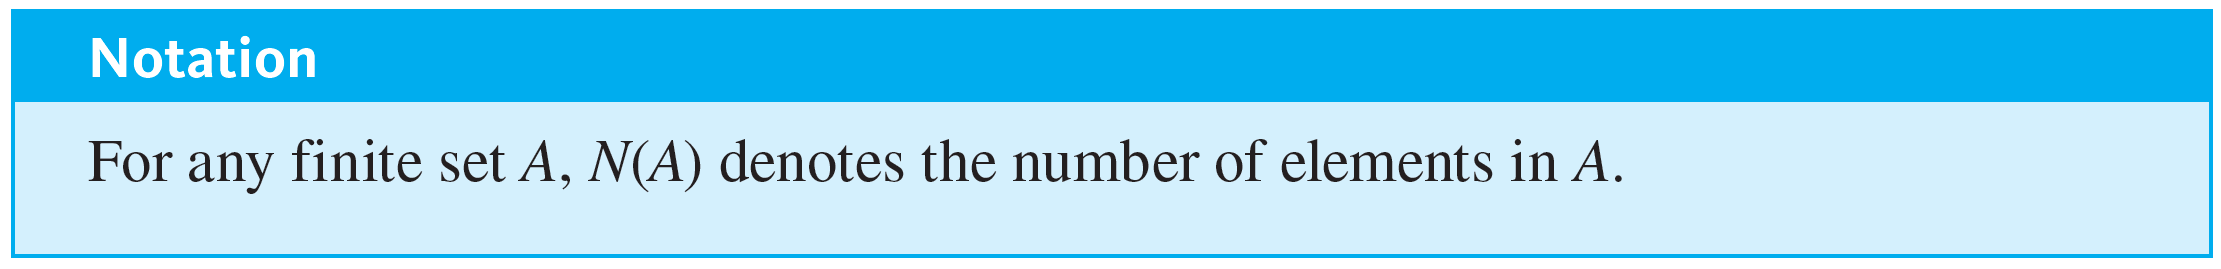 Notation
For any finite set A, N(A) denotes the number of elements in A.